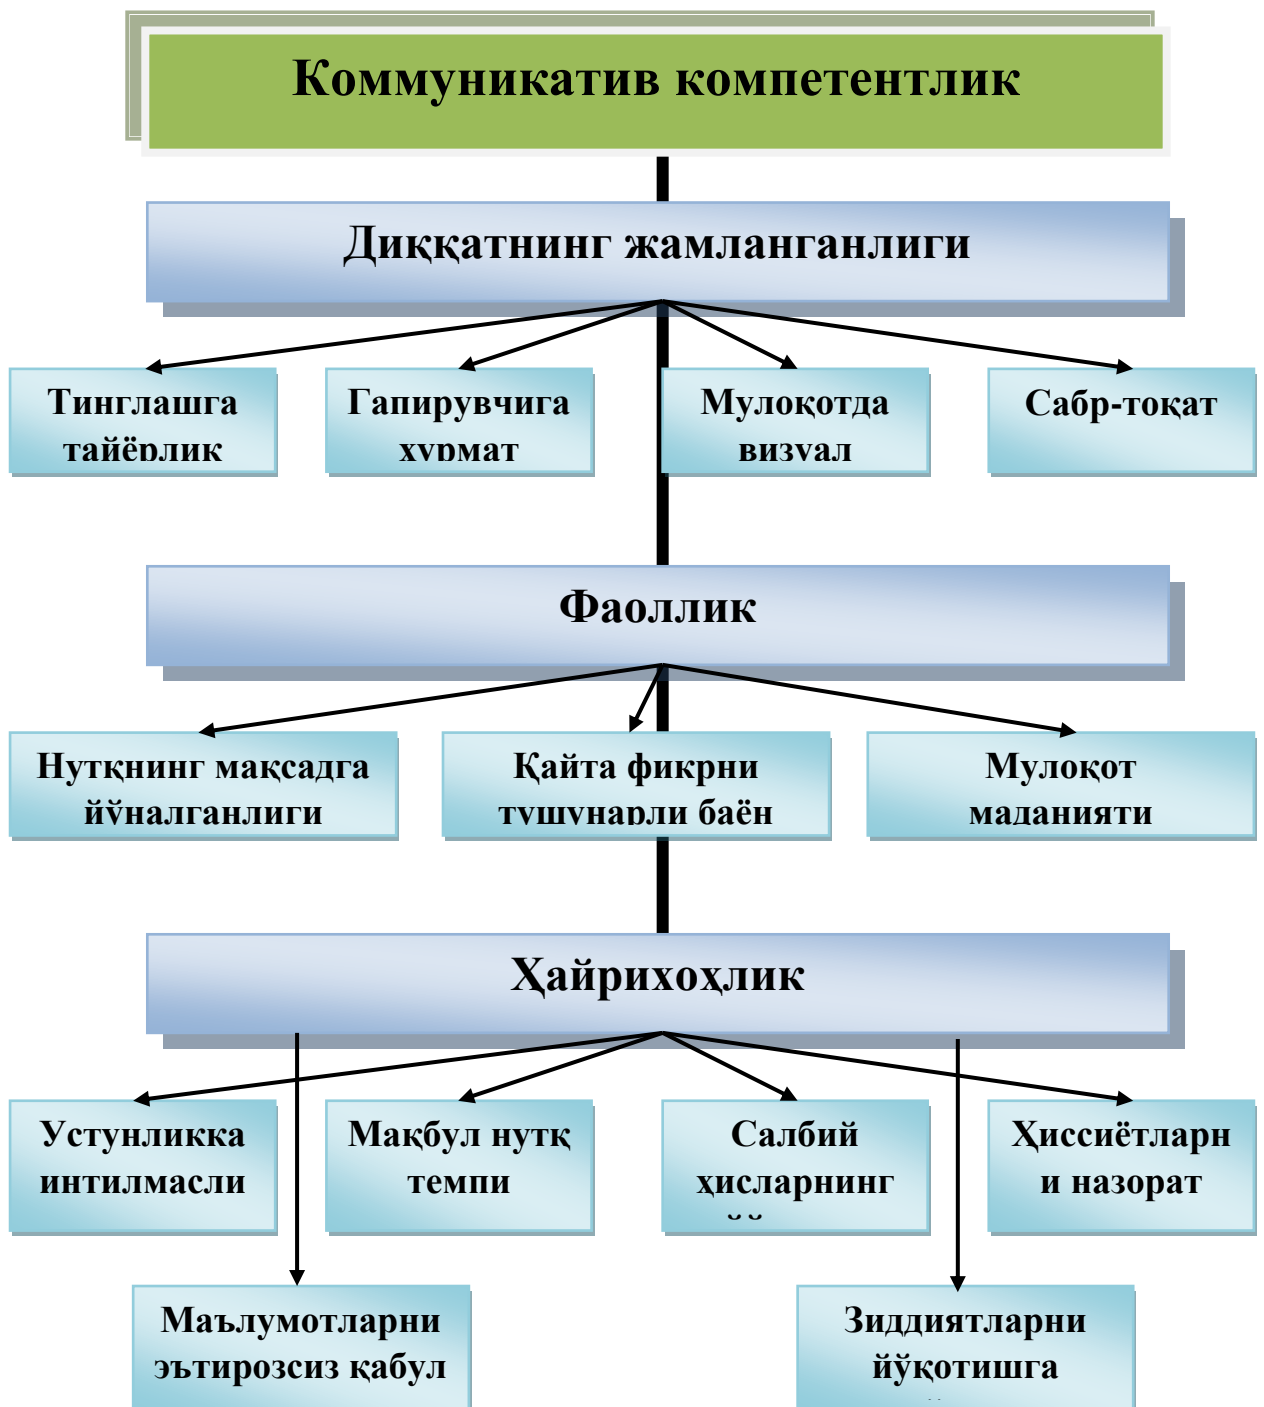 Коммуникатив компетентлик
Диққатнинг жамланганлиги
Тинглашга
тайёрлик
Гапирувчига
ҳурмат
Мулоқотда
визуал
Сабр-тоқат
Фаоллик
Нутқнинг мақсадга
йўналганлиги
Қайта фикрни
тушунарли баён
Мулоқот
маданияти
Ҳайрихоҳлик
Устунликка
интилмасли
Мақбул нутқ
темпи
Салбий
ҳисларнинг
Ҳиссиётларн
и назорат
Маълумотларни
эътирозсиз қабул
Зиддиятларни
йўқотишга